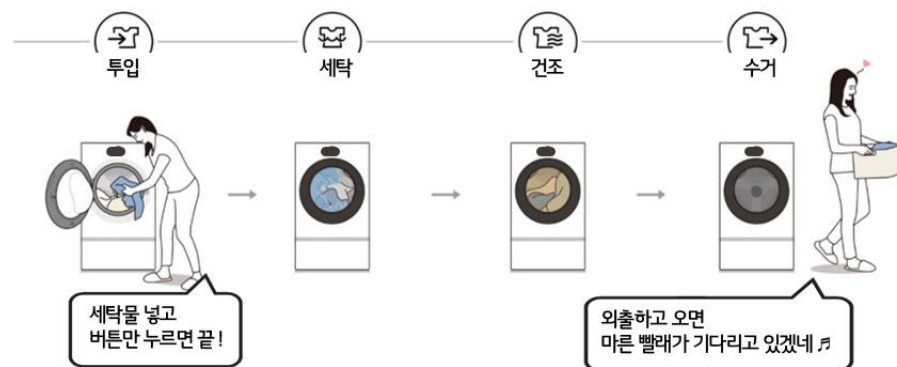 투입
세탁
건조
수거
세탁물 넣고
버튼만 누르면 끝!
외출하고 오면
마른 빨래가 기다리고 있겠네 ♬